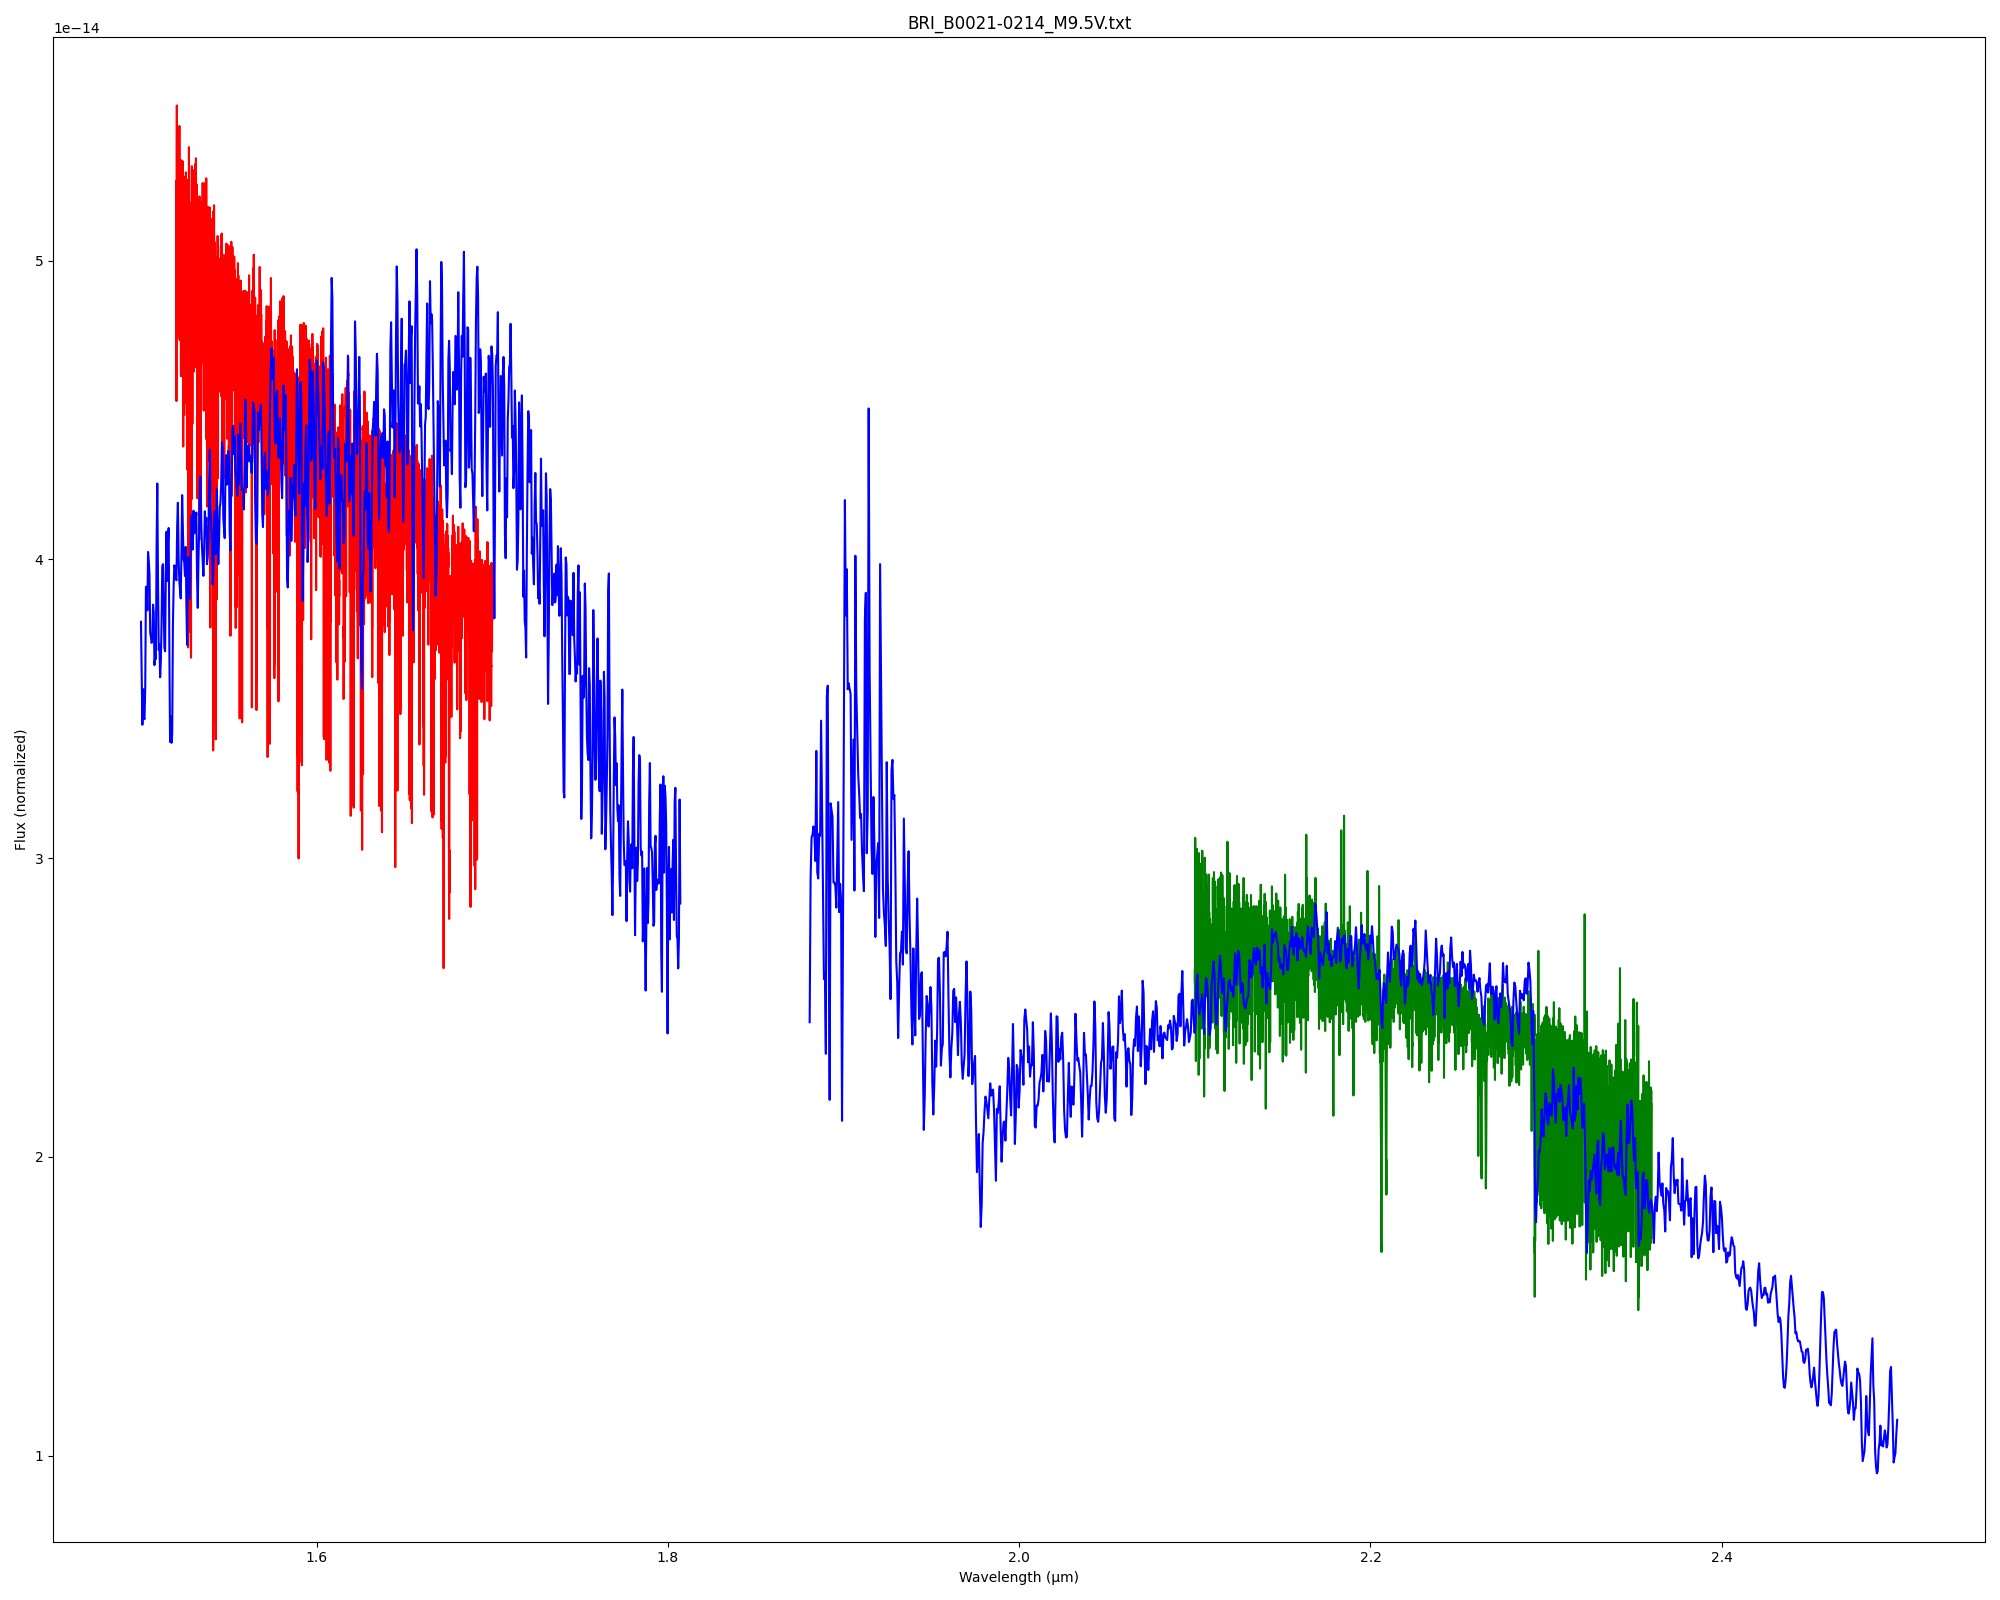 BRI_B0021-0214_M9.5V.txt
1e−14
5
4
3
2
1
Flux (normalized)
1.6 1.8 2.0 2.2 2.4
Wavelength (μm)